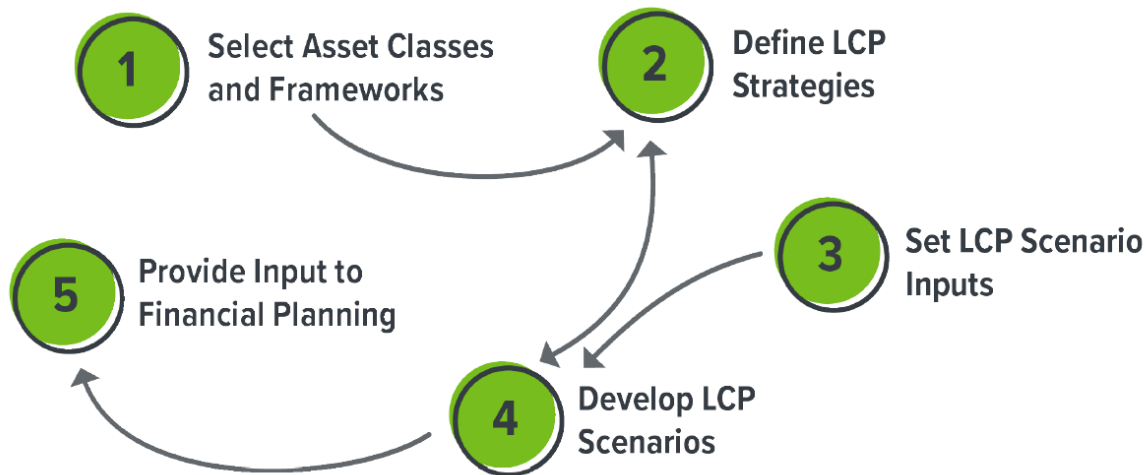 1
Select Asset Classes
and Frameworks
2
Define LCP
Strategies
3
Set LCP Scenario
Inputs
4
Develop LCP
Scenarios
5
Provide Input to
Financial Planning